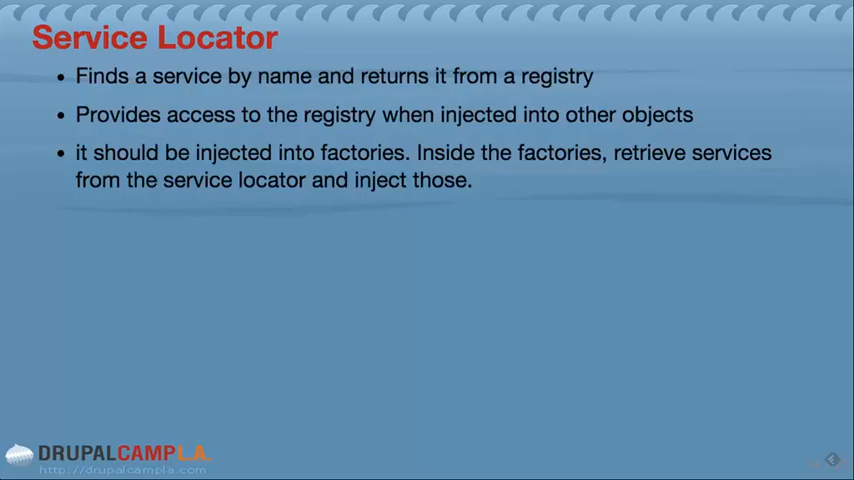 Service Locator
• Finds a service by name and returns it from a registry
• Provides access to the registry when injected into other objects
• it should be injected into factories. Inside the factories, retrieve services
from the service locator and inject those.
DRUPALCAMPL.A.
http://drupalcampla.com